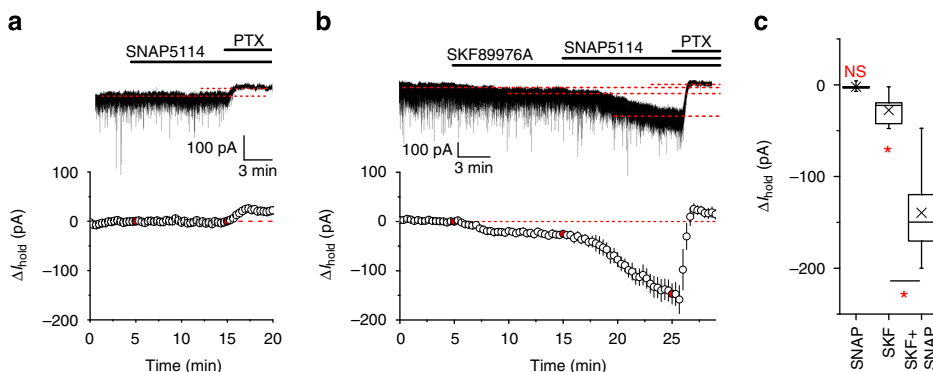 a
SNAP5114
PTX
100 pA
3 min
ΔIhold (pA)
100
0
−100
−200
0 5 10 15 20
Time (min)
b
SKF89976A
SNAP5114
PTX
100 pA
3 min
ΔIhold (pA)
100
0
−100
−200
0 5 10 15 20 25
Time (min)
c
ΔIhold (pA)
0
−100
−200
NS
*
*
SNAP
SKF
SKF+
SNAP